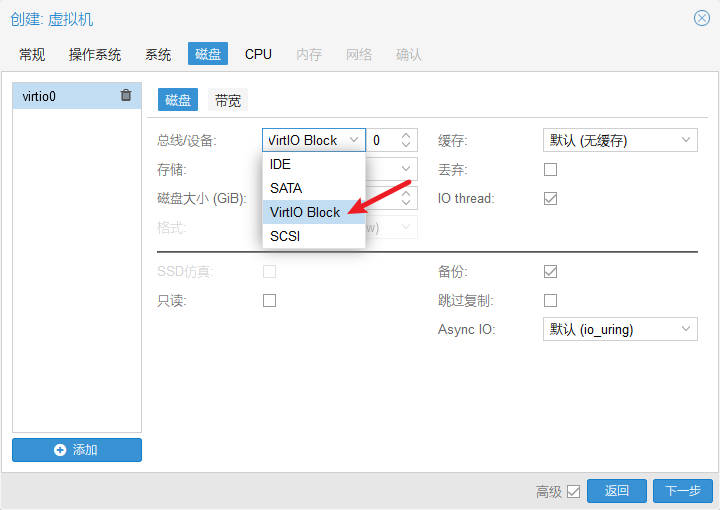 创建: 虚拟机
常规 操作系统 系统 磁盘 CPU 内存 网络 确认
virtio0
磁盘 带宽
总线/设备: VirtIO Block 0 缓存: 默认 (无缓存)
IDE
存储: 丢弃:
SATA
磁盘大小 (GiB): IO thread:
VirtIO Block
格式:
SCSI
SSD仿真: 备份:
只读: 跳过复制:
Async IO: 默认 (io_uring)
添加
高级 返回 下一步